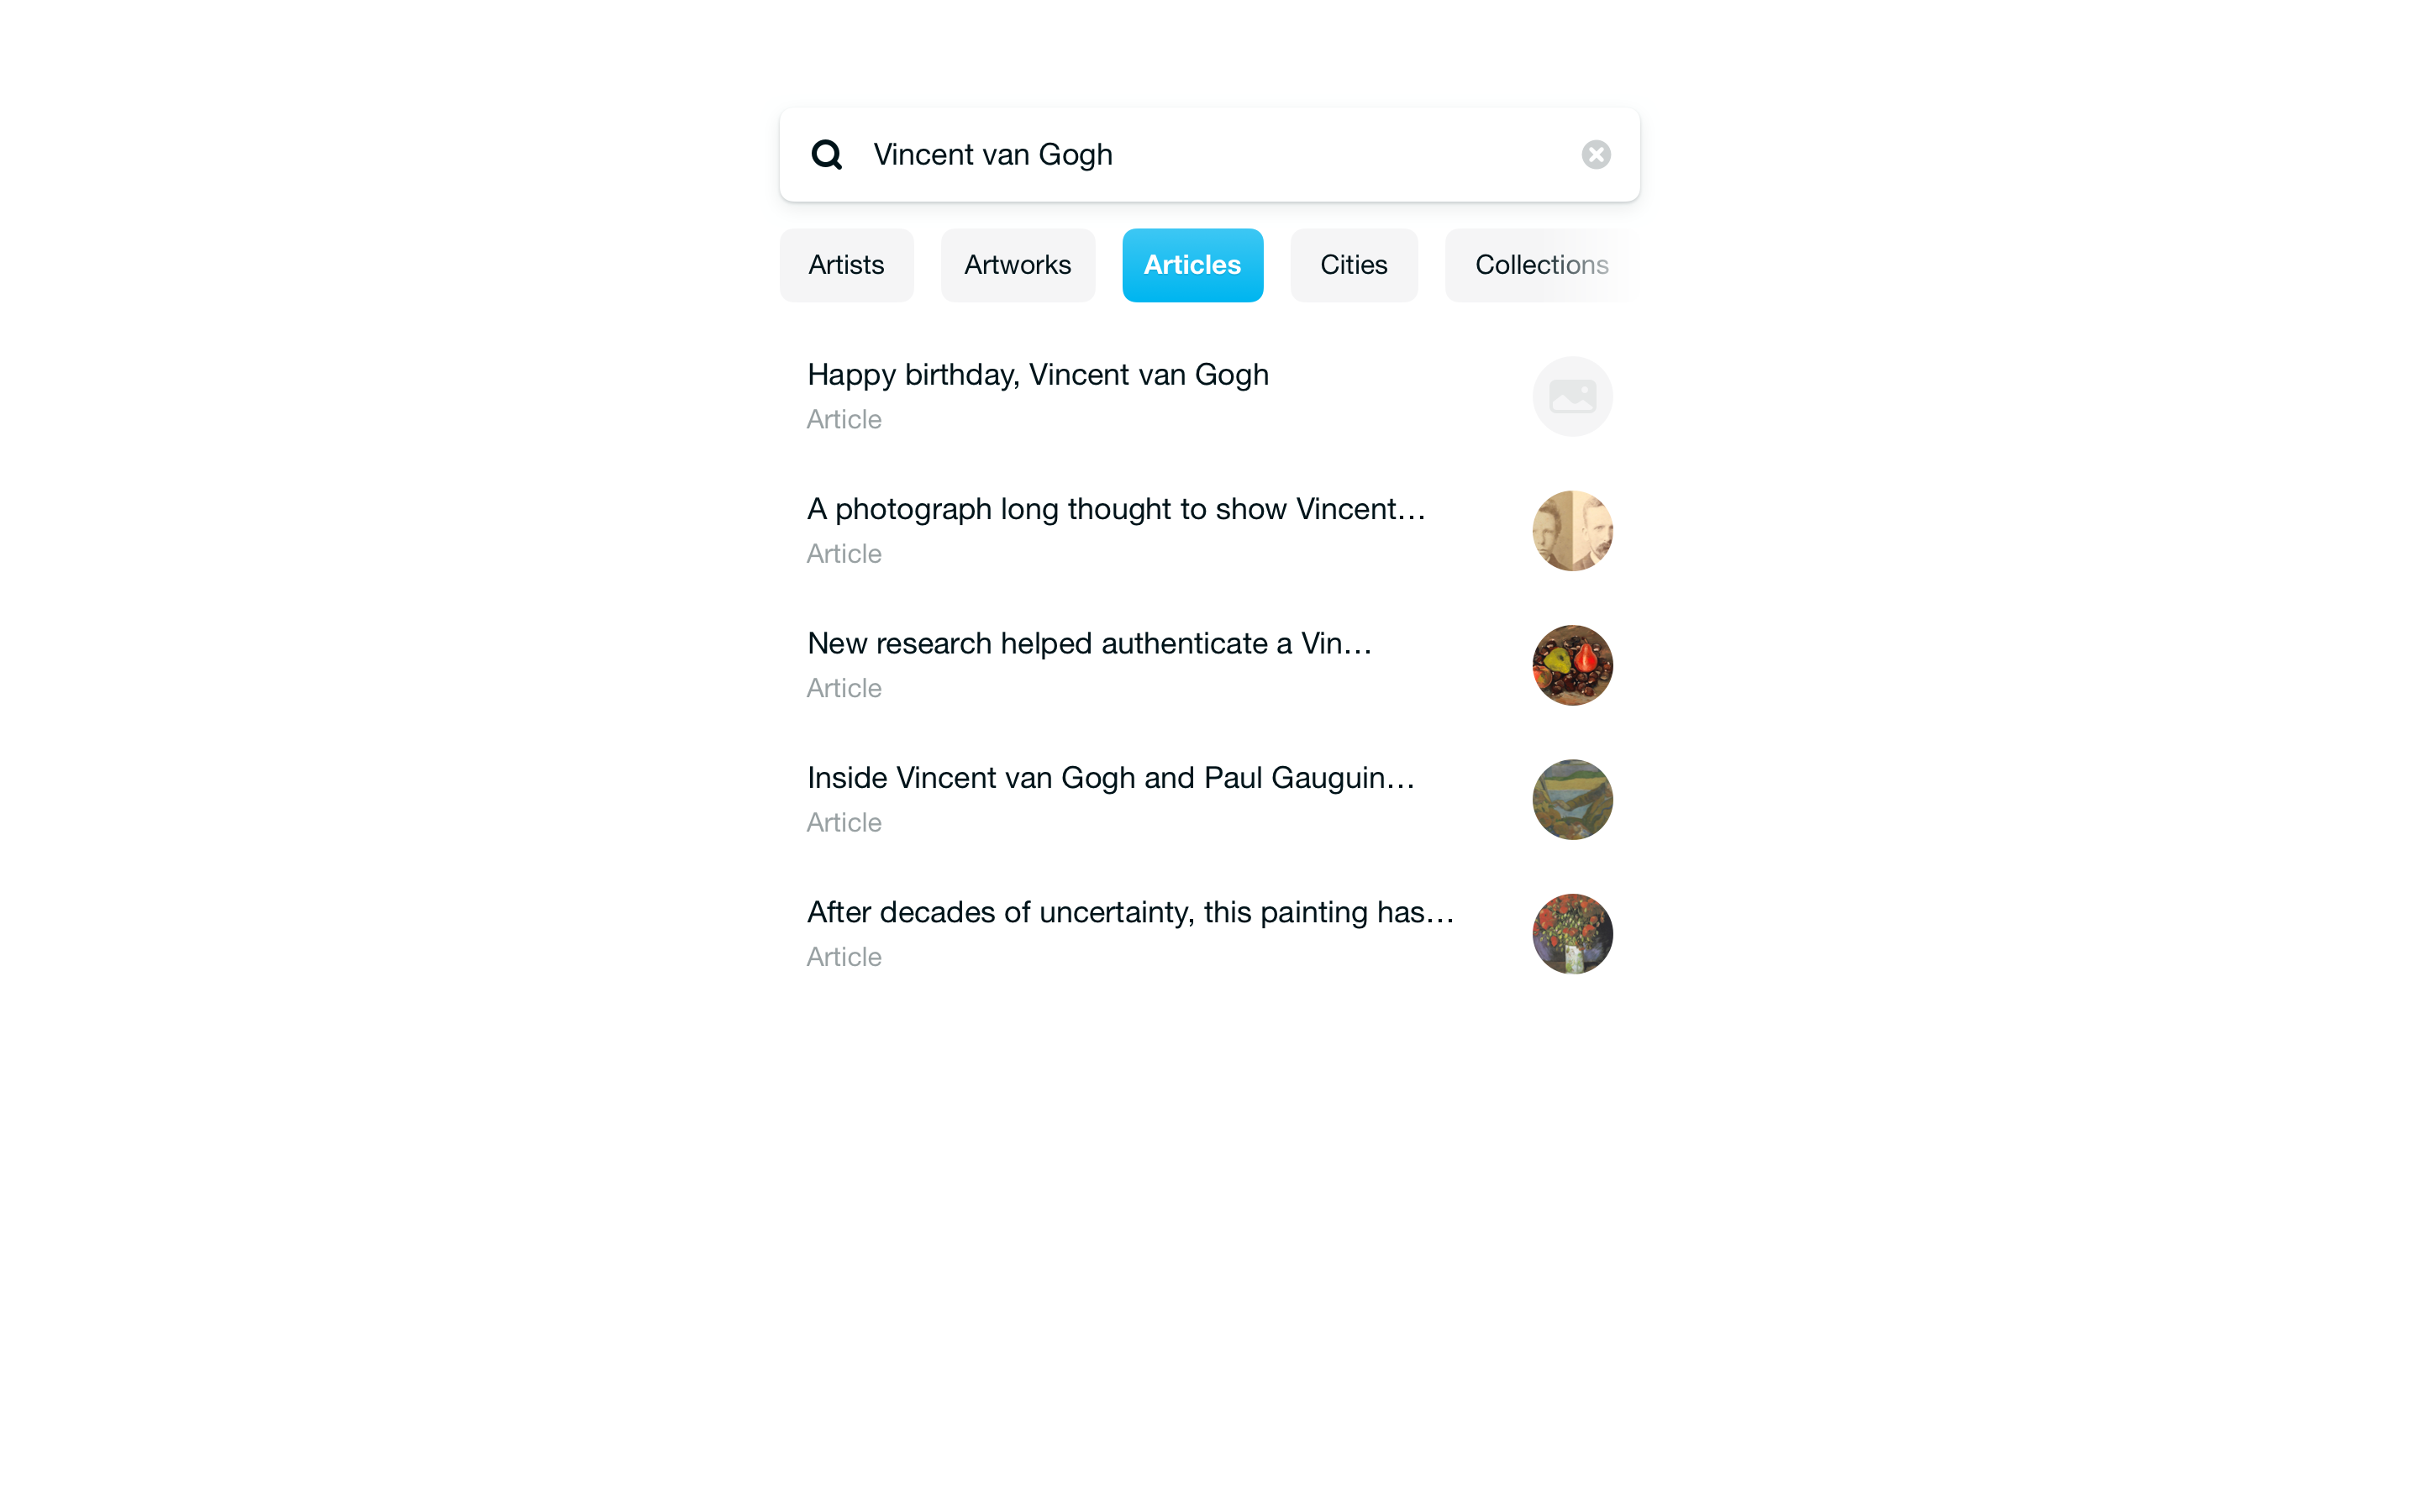 Vincent van Gogh
Artists Artworks Articles Cities Collections
Happy birthday, Vincent van Gogh
Article
A photograph long thought to show Vincent…
Article
New research helped authenticate a Vin…
Article
Inside Vincent van Gogh and Paul Gauguin…
Article
After decades of uncertainty, this painting has…
Article